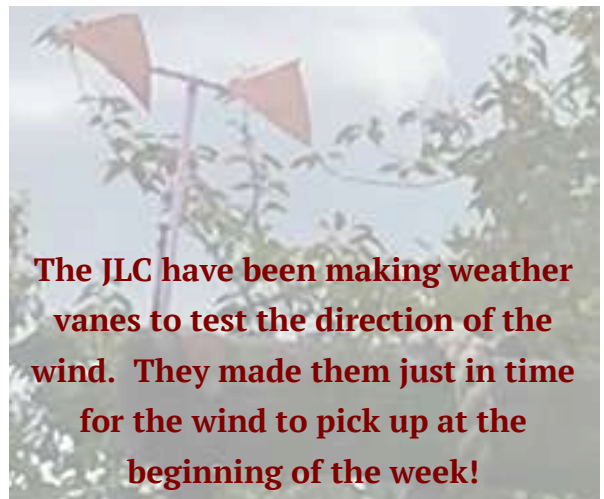 The JLC have been making weather
vanes to test the direction of the
wind.  They made them just in time
for the wind to pick up at the
beginning of the week!